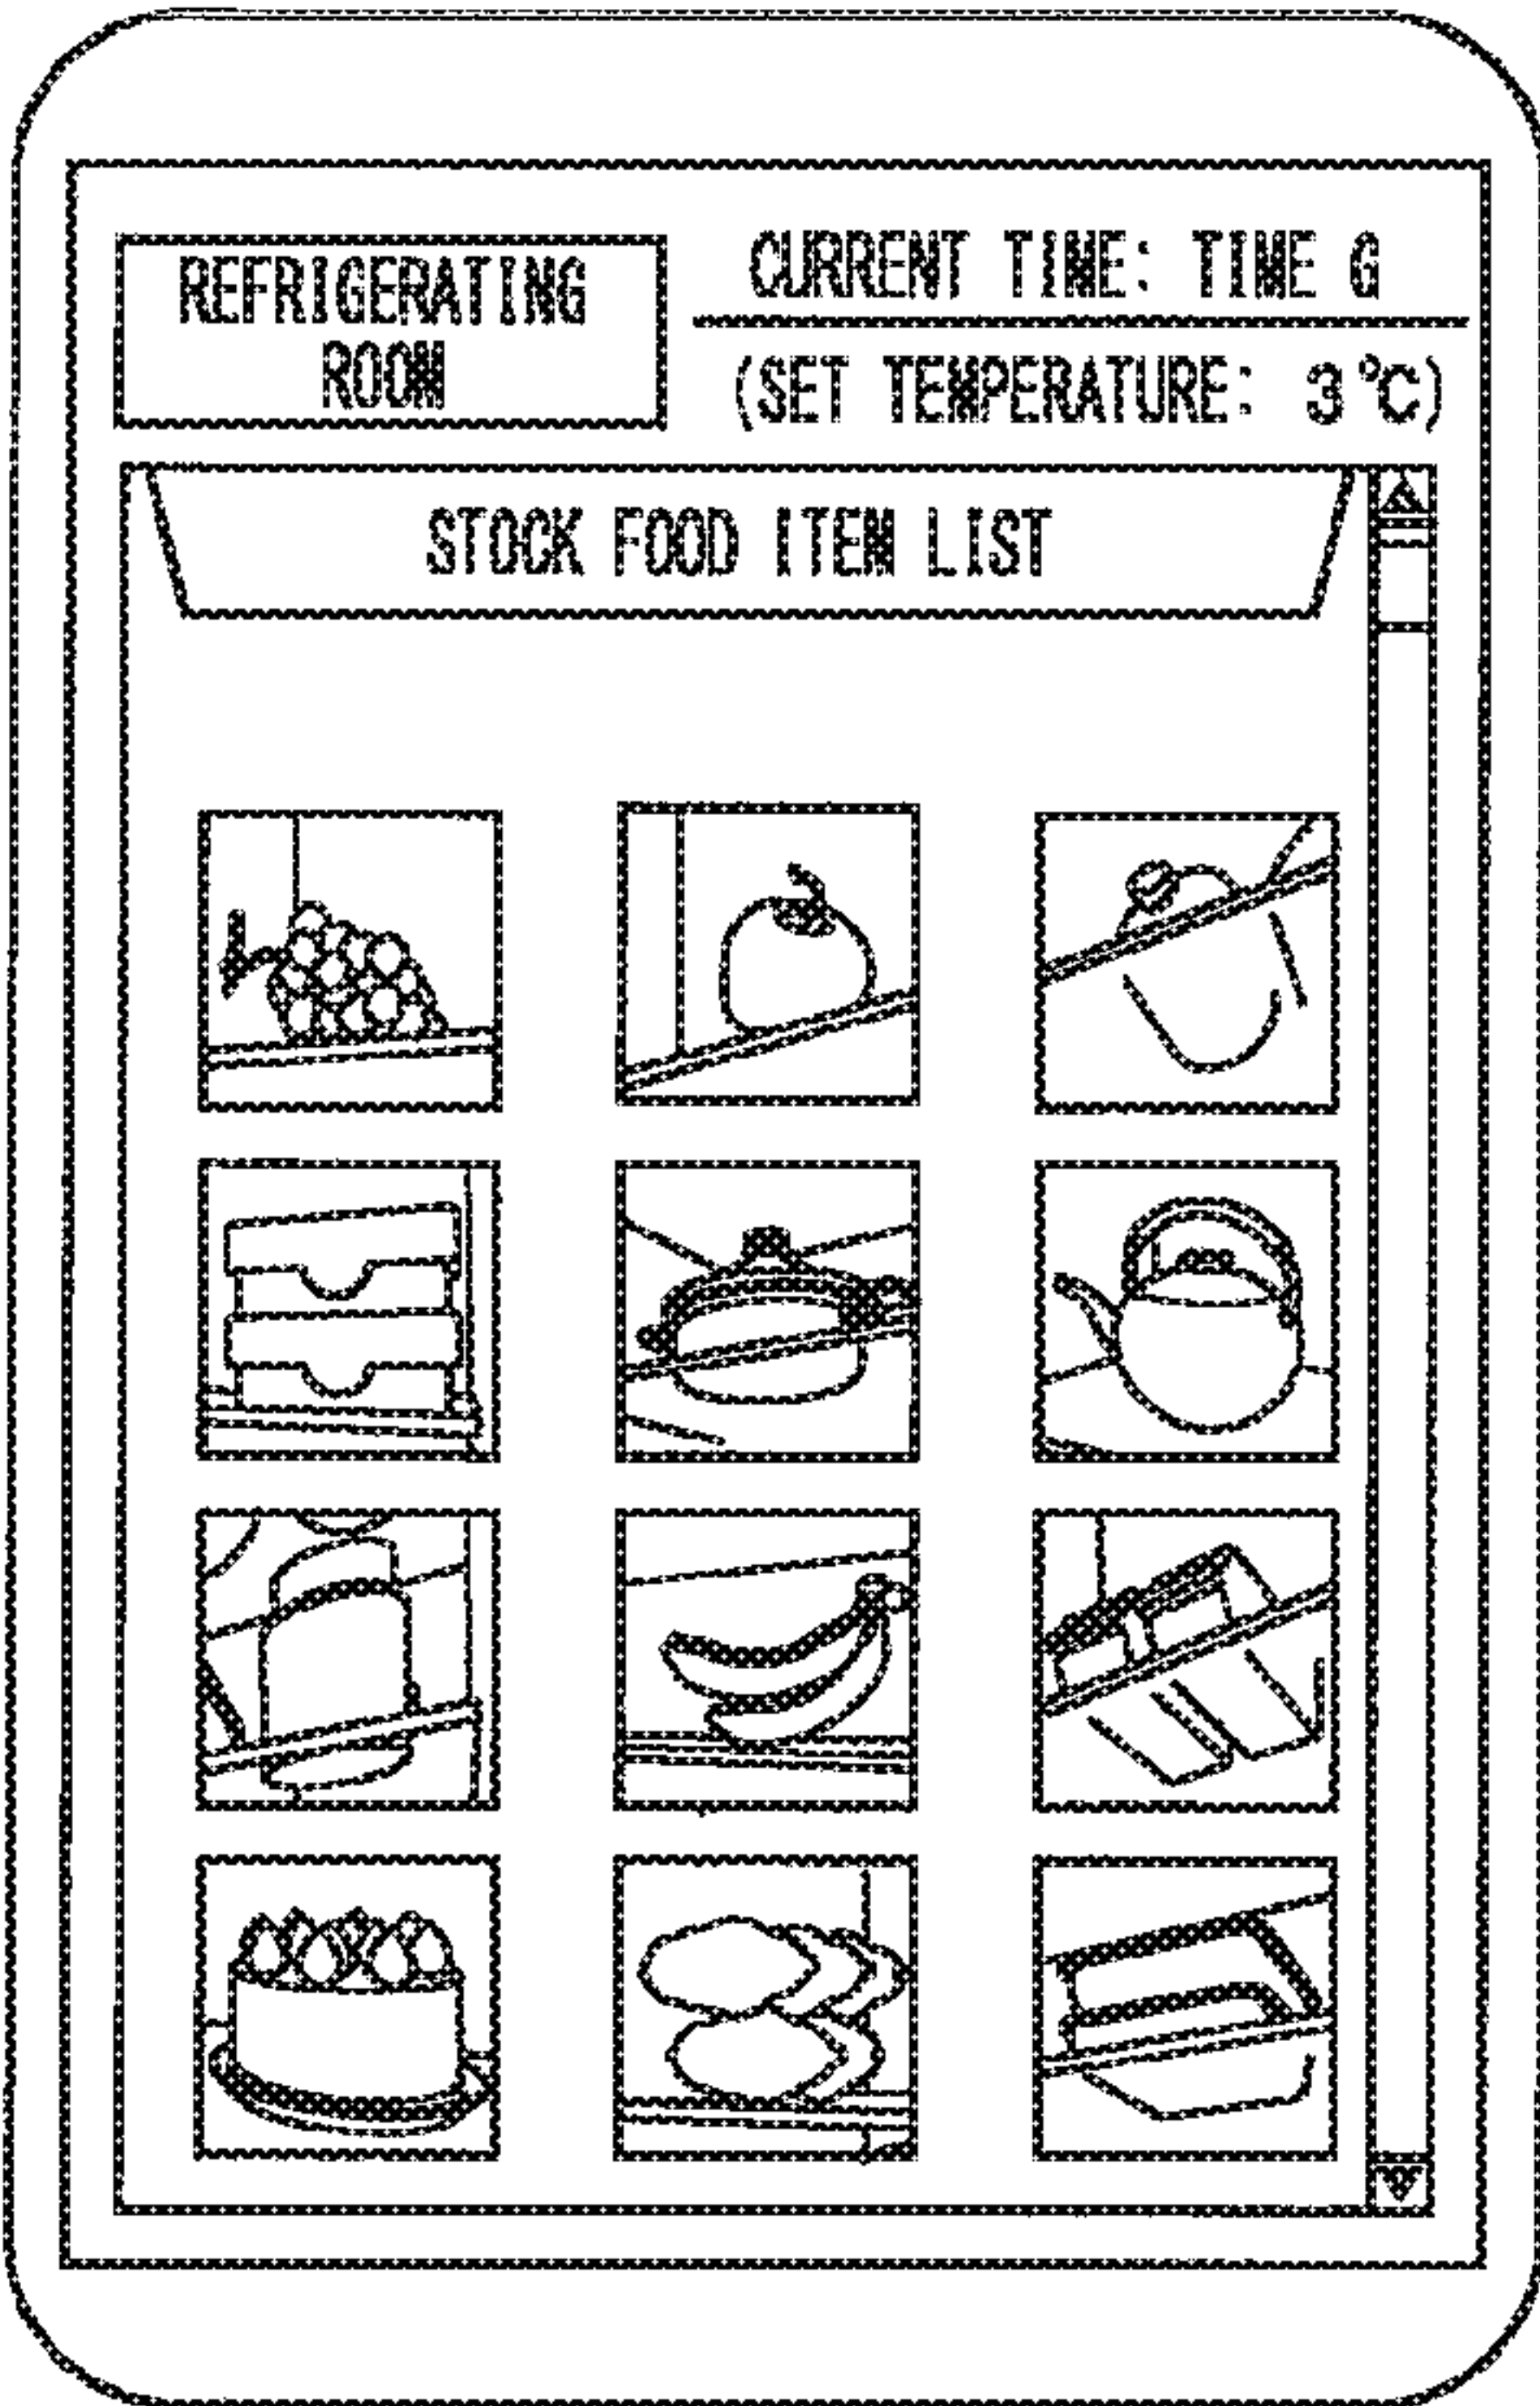 REFRIGERATING
ROOM
CURRENT TIME: TIME G
(SET TEMPERATURE: 3℃)
STOCK FOOD ITEM LIST